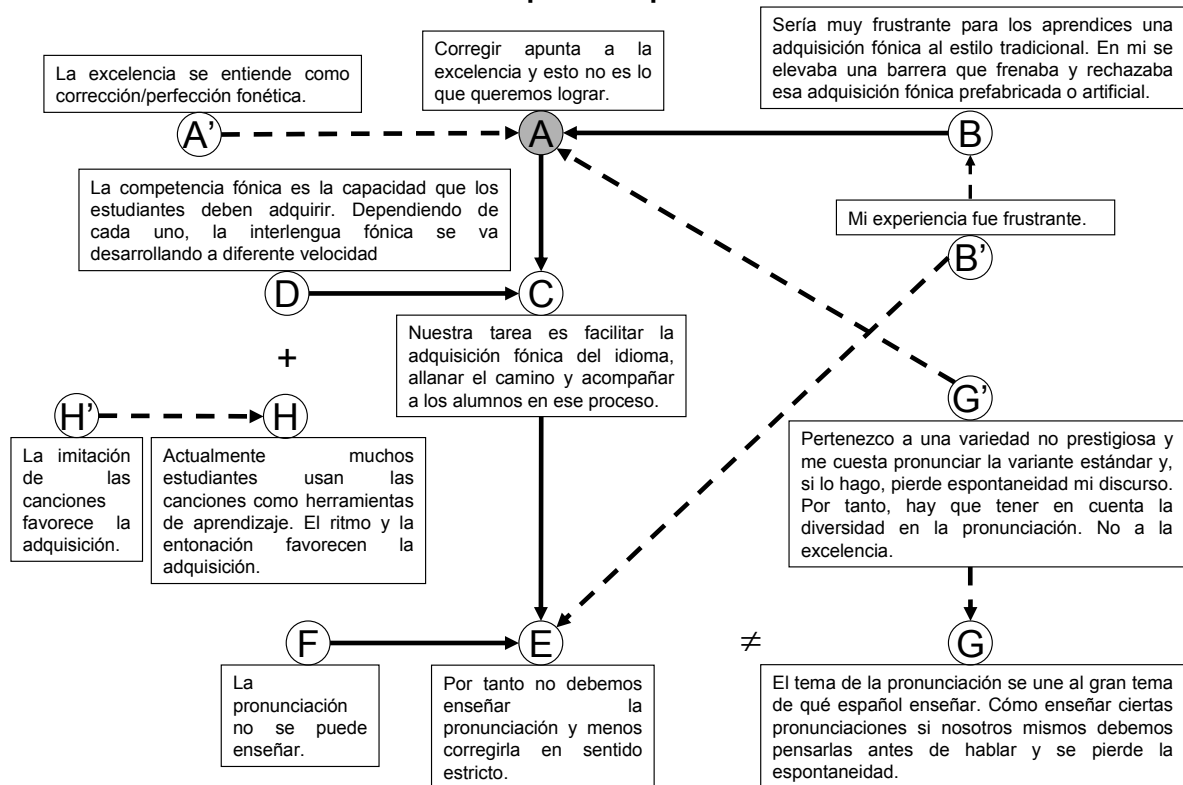 La excelencia se entiende como
corrección/perfección fonética.
A’
Corregir apunta a la
excelencia y esto no es lo
que queremos lograr.
A
Sería muy frustrante para los aprendices una
adquisición fónica al estilo tradicional. En mi se
elevaba una barrera que frenaba y rechazaba
esa adquisición fónica prefabricada o artificial.
B
La competencia fónica es la capacidad que los
estudiantes deben adquirir. Dependiendo de
cada uno, la interlengua fónica se va
desarrollando a diferente velocidad
D
C
Mi experiencia fue frustrante.
B’
+
Nuestra tarea es facilitar la
adquisición fónica del idioma,
allanar el camino y acompañar
a los alumnos en ese proceso.
H’
H
G’
La imitación
de las
canciones
favorece la
adquisición.
Actualmente muchos
estudiantes usan las
canciones como herramientas
de aprendizaje. El ritmo y la
entonación favorecen la
adquisición.
Pertenezco a una variedad no prestigiosa y
me cuesta pronunciar la variante estándar y,
si lo hago, pierde espontaneidad mi discurso.
Por tanto, hay que tener en cuenta la
diversidad en la pronunciación. No a la
excelencia.
F
E
≠
G
La
pronunciación
no se puede
enseñar.
Por tanto no debemos
enseñar la
pronunciación y menos
corregirla en sentido
estricto.
El tema de la pronunciación se une al gran tema
de qué español enseñar. Cómo enseñar ciertas
pronunciaciones si nosotros mismos debemos
pensarlas antes de hablar y se pierde la
espontaneidad.